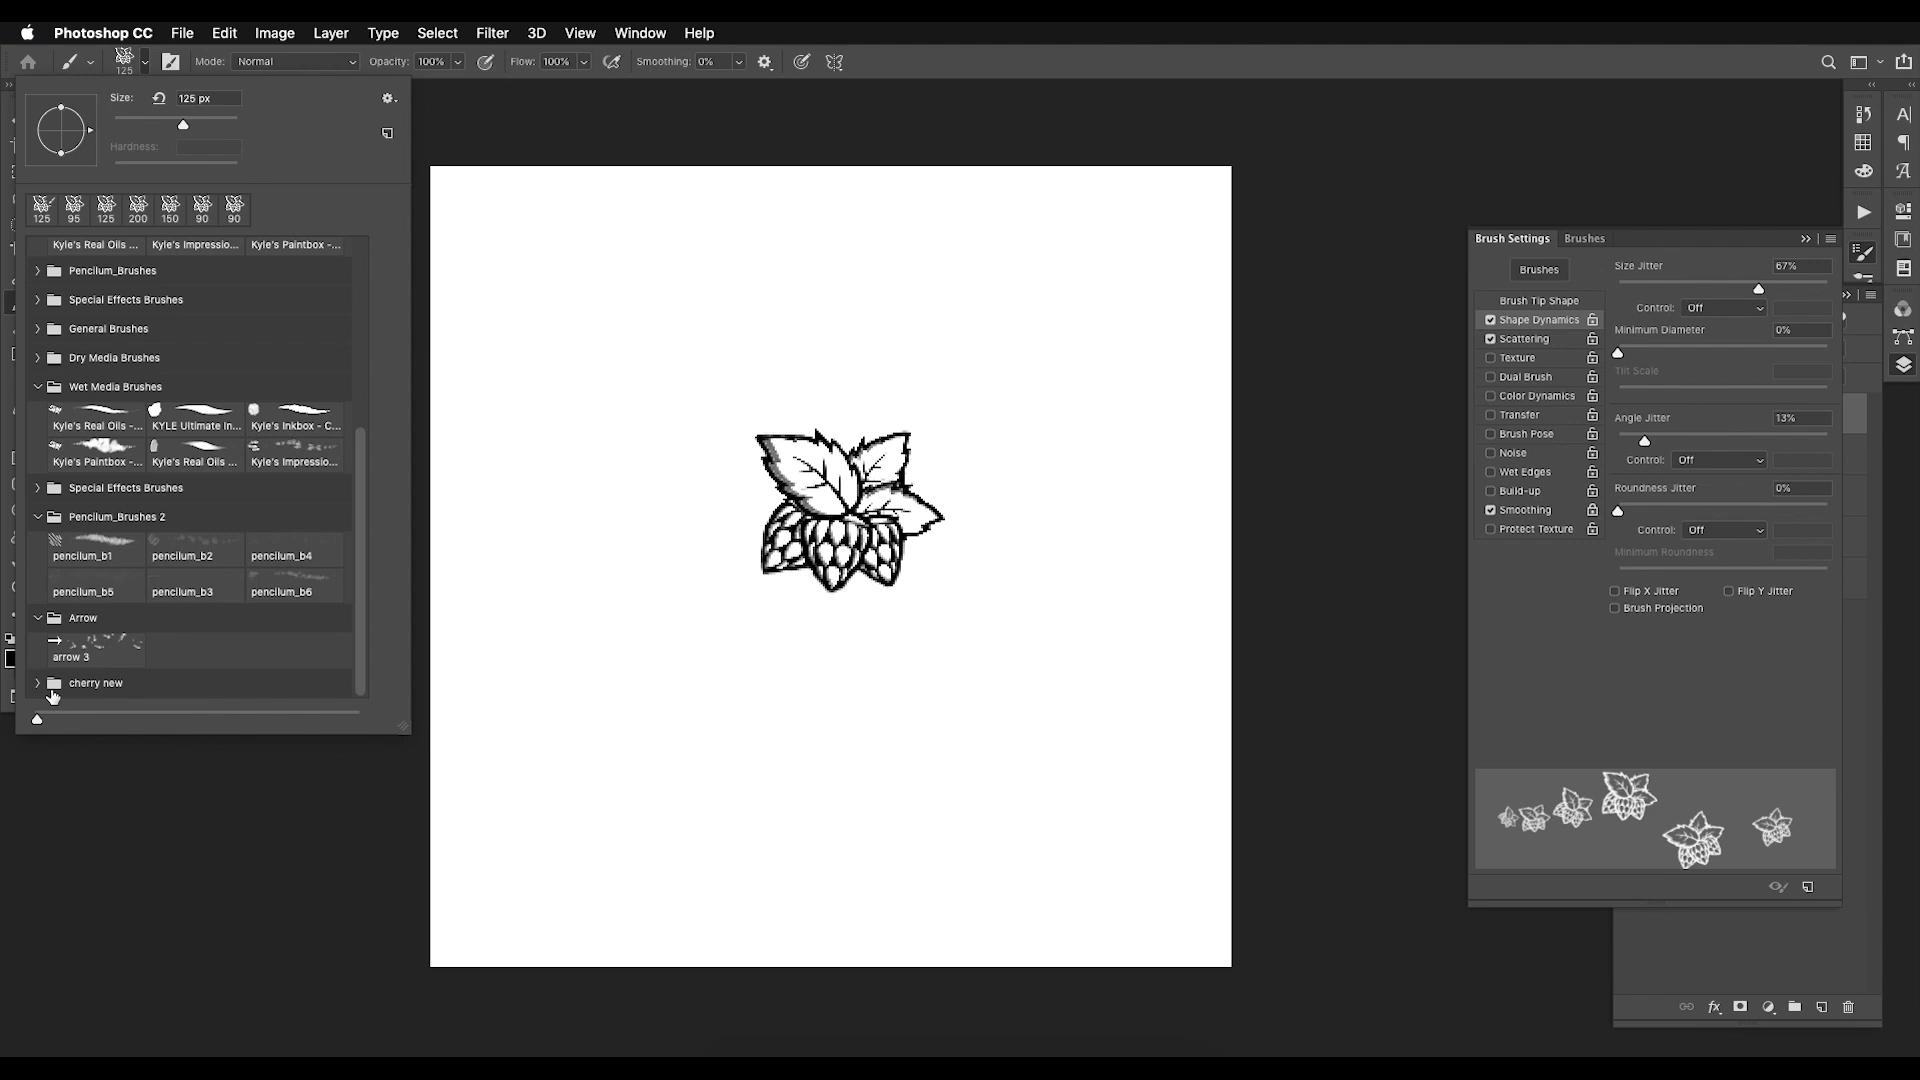 Photoshop CC File Edit Image Layer Type Select Filter 3D View Window Help
125 Mode: Normal Opacity: 100% Flow: 100% Smoothing: 0%
Size: 125 px
Hardness:
125 95 125 200 150 90 90
Kyle's Real Oils ... Kyle's Impressio... Kyle's Paintbox -...
Pencilum_Brushes
Special Effects Brushes
General Brushes
Dry Media Brushes
Wet Media Brushes
Kyle's Real Oils -... KYLE Ultimate In... Kyle's Inkbox - C...
Kyle's Paintbox -... Kyle's Real Oils ... Kyle's Impressio...
Special Effects Brushes
Pencilum_Brushes 2
pencilum_b1 pencilum_b2 pencilum_b4
pencilum_b5 pencilum_b3 pencilum_b6
Arrow
arrow 3
cherry new
Brush Settings Brushes
Brushes
Brush Tip Shape
Shape Dynamics
Scattering
Texture
Dual Brush
Color Dynamics
Transfer
Brush Pose
Noise
Wet Edges
Build-up
Smoothing
Protect Texture
Size Jitter 67%
Control: Off
Minimum Diameter 0%
Tilt Scale
Angle Jitter 13%
Control: Off
Roundness Jitter 0%
Control: Off
Minimum Roundness
Flip X Jitter Flip Y Jitter
Brush Projection
fx